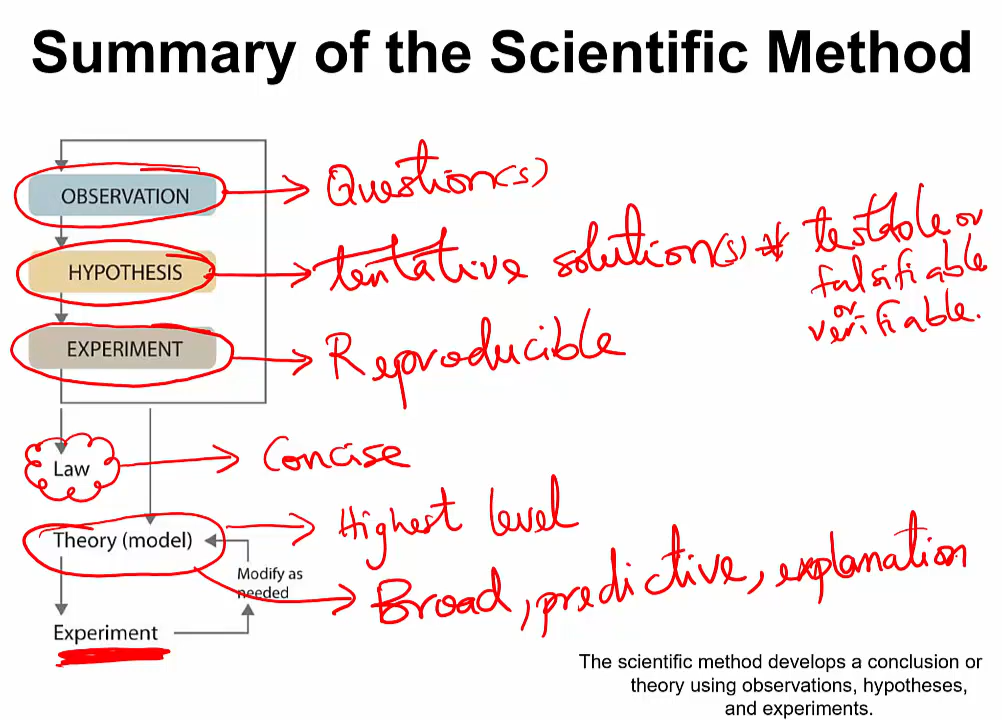 Summary of the Scientific Method
OBSERVATION
Question(s)
HYPOTHESIS
tentative solution(s) * testable or
falsifiable
or
verifiable.
EXPERIMENT
Reproducible
Law
Concise
Theory (model)
Highest level
Modify as
needed
Broad, predictive, explanation
Experiment
The scientific method develops a conclusion or
theory using observations, hypotheses,
and experiments.